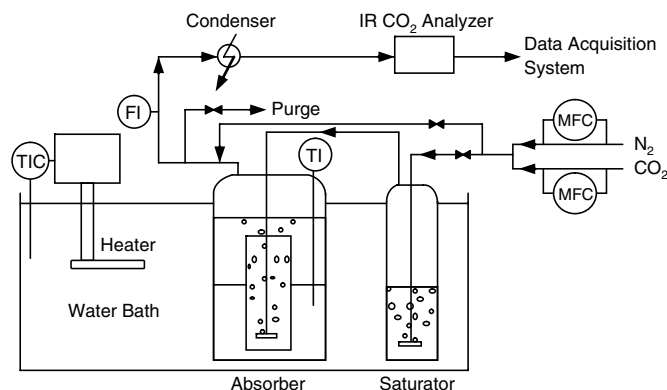 Condenser
IR CO₂ Analyzer
Data Acquisition
System
FI
Purge
MFC
N₂
CO₂
MFC
TIC
TI
Heater
Water Bath
Absorber
Saturator